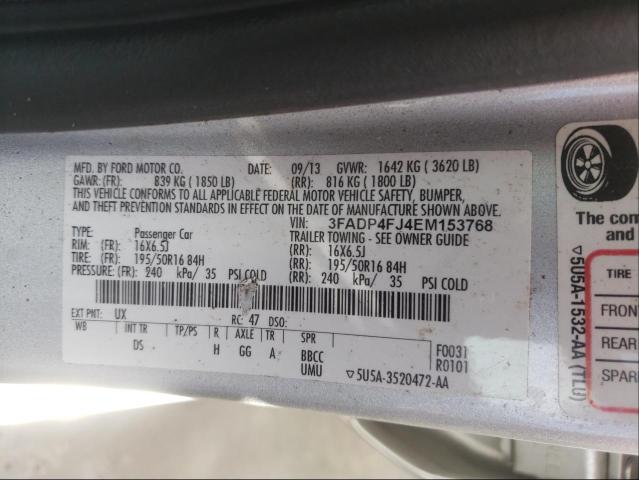 MFD. BY FORD MOTOR CO. DATE: 09/13 GVWR: 1642 KG ( 3620 LB)
GAWR: (FR): 839 KG ( 1850 LB) (RR): 816 KG ( 1800 LB)
THIS VEHICLE CONFORMS TO ALL APPLICABLE FEDERAL MOTOR VEHICLE SAFETY, BUMPER,
AND THEFT PREVENTION STANDARDS IN EFFECT ON THE DATE OF MANUFACTURE SHOWN ABOVE.
VIN: 3FADP4FJ4EM153768
TYPE: Passenger Car TRAILER TOWING - SEE OWNER GUIDE
RIM: (FR): 16X6.5J (RR): 16X6.5J
TIRE: (FR): 195/50R16 84H (RR): 195/50R16 84H
PRESSURE: (FR): 240 kPa/ 35 PSI COLD (RR): 240 kPa/ 35 PSI COLD
EXT PNT: UX RC: 47 DSO:
WB INT TR TP/PS R AXLE TR SPR
DS H GG A BBCC
UMU
F0031
R0101
▽5U5A-3520472-AA
▽5U5A-1532-AA (TLU)
The com
and
TIRE
FRON
REAR
SPAR